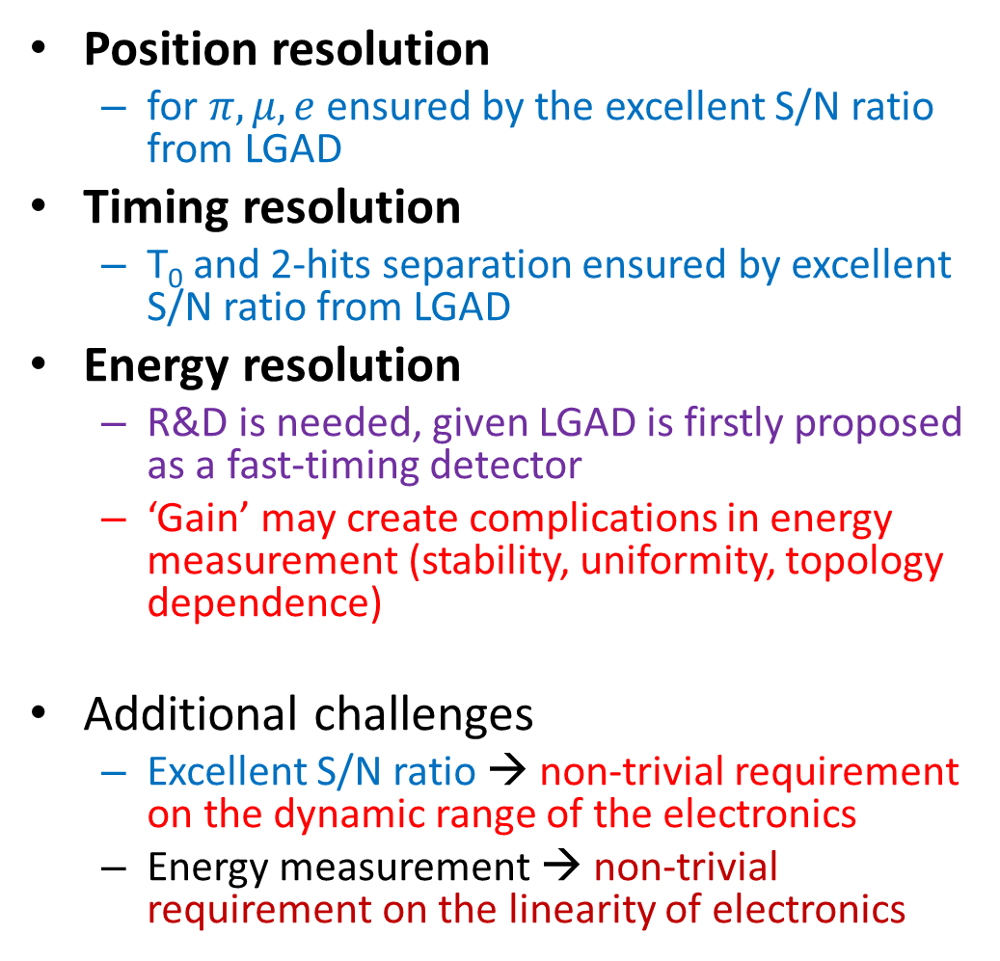 • Position resolution
– for π, μ, e ensured by the excellent S/N ratio
from LGAD
• Timing resolution
– T₀ and 2-hits separation ensured by excellent
S/N ratio from LGAD
• Energy resolution
– R&D is needed, given LGAD is firstly proposed
as a fast-timing detector
– ‘Gain’ may create complications in energy
measurement (stability, uniformity, topology
dependence)
• Additional challenges
– Excellent S/N ratio → non-trivial requirement
on the dynamic range of the electronics
– Energy measurement → non-trivial
requirement on the linearity of electronics